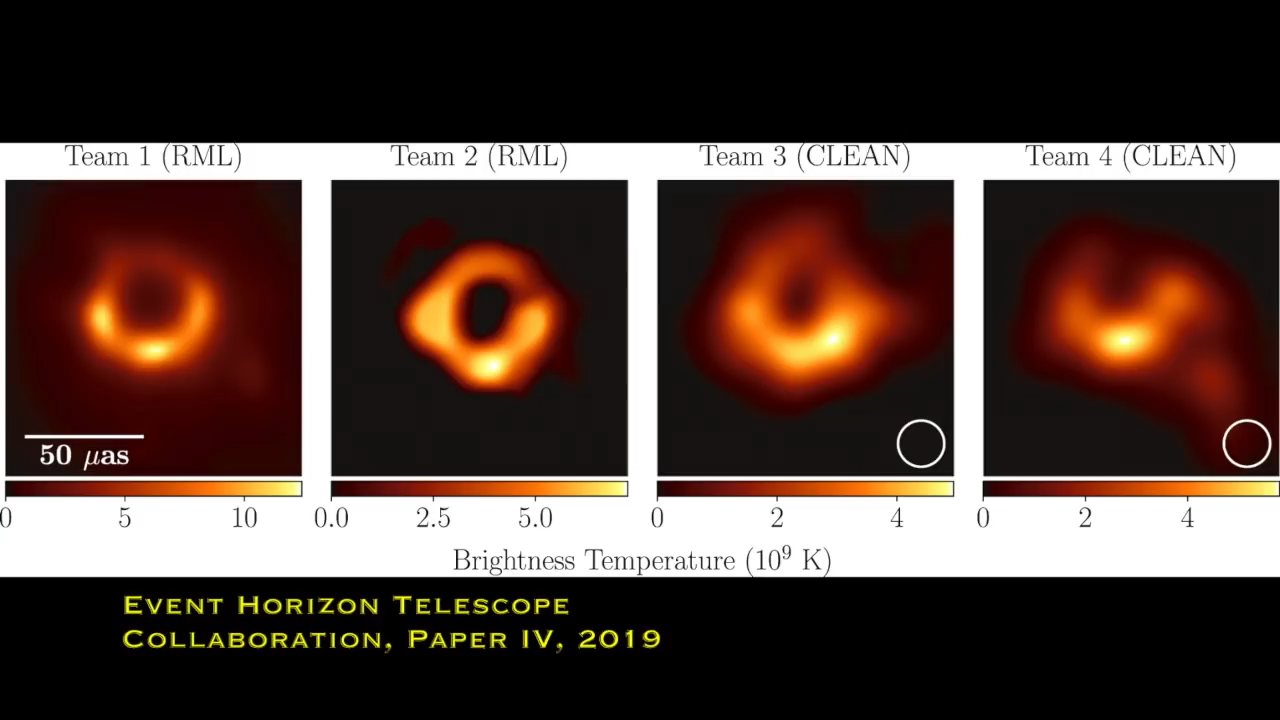 Team 1 (RML) Team 2 (RML) Team 3 (CLEAN) Team 4 (CLEAN)
50 μas
0 5 10 0.0 2.5 5.0 0 2 4 0 2 4
Brightness Temperature (10⁹ K)
Event Horizon Telescope
Collaboration, Paper IV, 2019